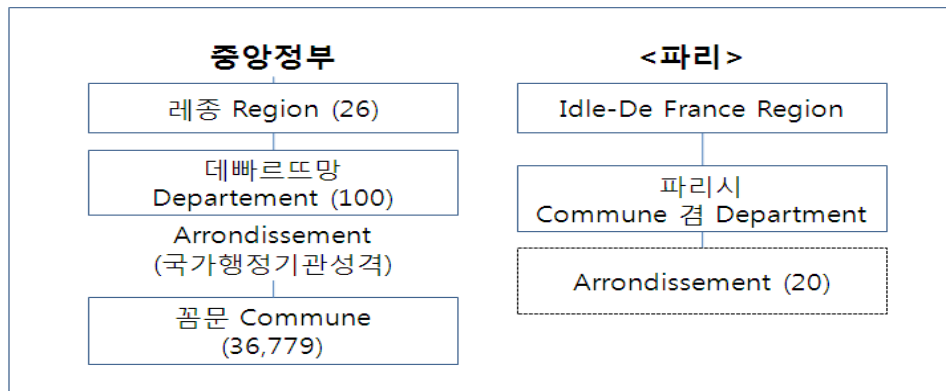 중앙정부
레종 Region (26)
데빠르뜨망
Departement (100)
Arrondissement
(국가행정기관성격)
꼼문 Commune
(36,779)
<파리>
Idle-De France Region
파리시
Commune 겸 Department
Arrondissement (20)